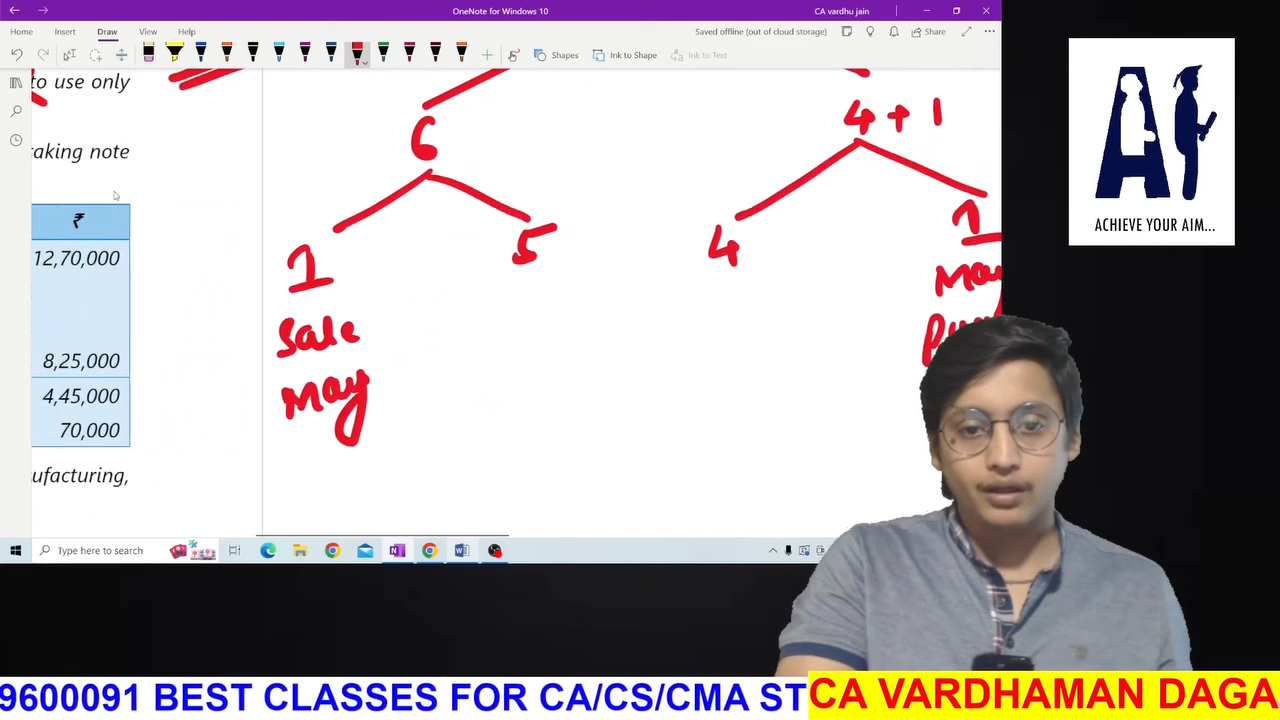 CA vardhu jain
OneNote for Windows 10
Home Insert Draw View Help
Saved offline (out of cloud storage)
Share
Shapes
Ink to Shape
Ink to Text
to use only
taking note
₹
12,70,000
8,25,000
4,45,000
70,000
ufacturing,
6
4 + 1
1
5
4
1
Sale
May
Type here to search
ACHIEVE YOUR AIM...
9600091 BEST CLASSES FOR CA/CS/CMA ST
CA VARDHAMAN DAGA